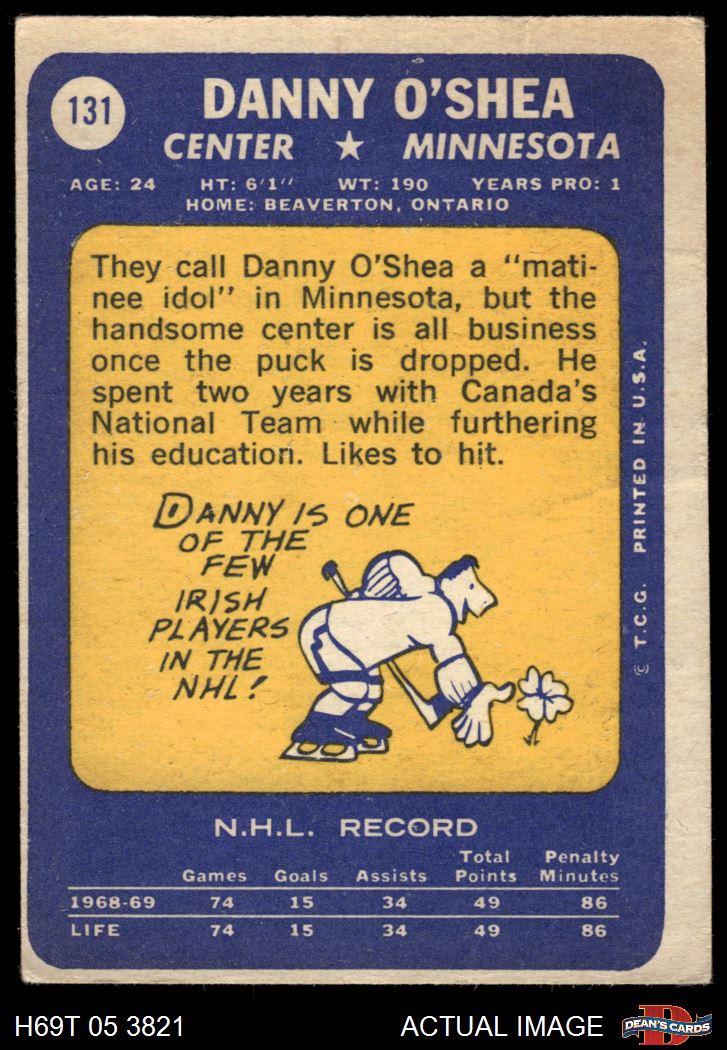 131
DANNY O'SHEA
CENTER ★ MINNESOTA
AGE: 24 HT: 6'1" WT: 190 YEARS PRO: 1
HOME: BEAVERTON, ONTARIO
They call Danny O'Shea a "mati-
nee idol" in Minnesota, but the
handsome center is all business
once the puck is dropped. He
spent two years with Canada's
National Team while furthering
his education. Likes to hit.
DANNY IS ONE
OF THE
FEW
IRISH
PLAYERS
IN THE
NHL!
© T.C.G. PRINTED IN U.S.A.
N.H.L. RECORD
Games Goals Assists Total Points Penalty Minutes
1968-69 74 15 34 49 86
LIFE 74 15 34 49 86
H69T 05 3821 ACTUAL IMAGE
D
DEAN'S CARDS